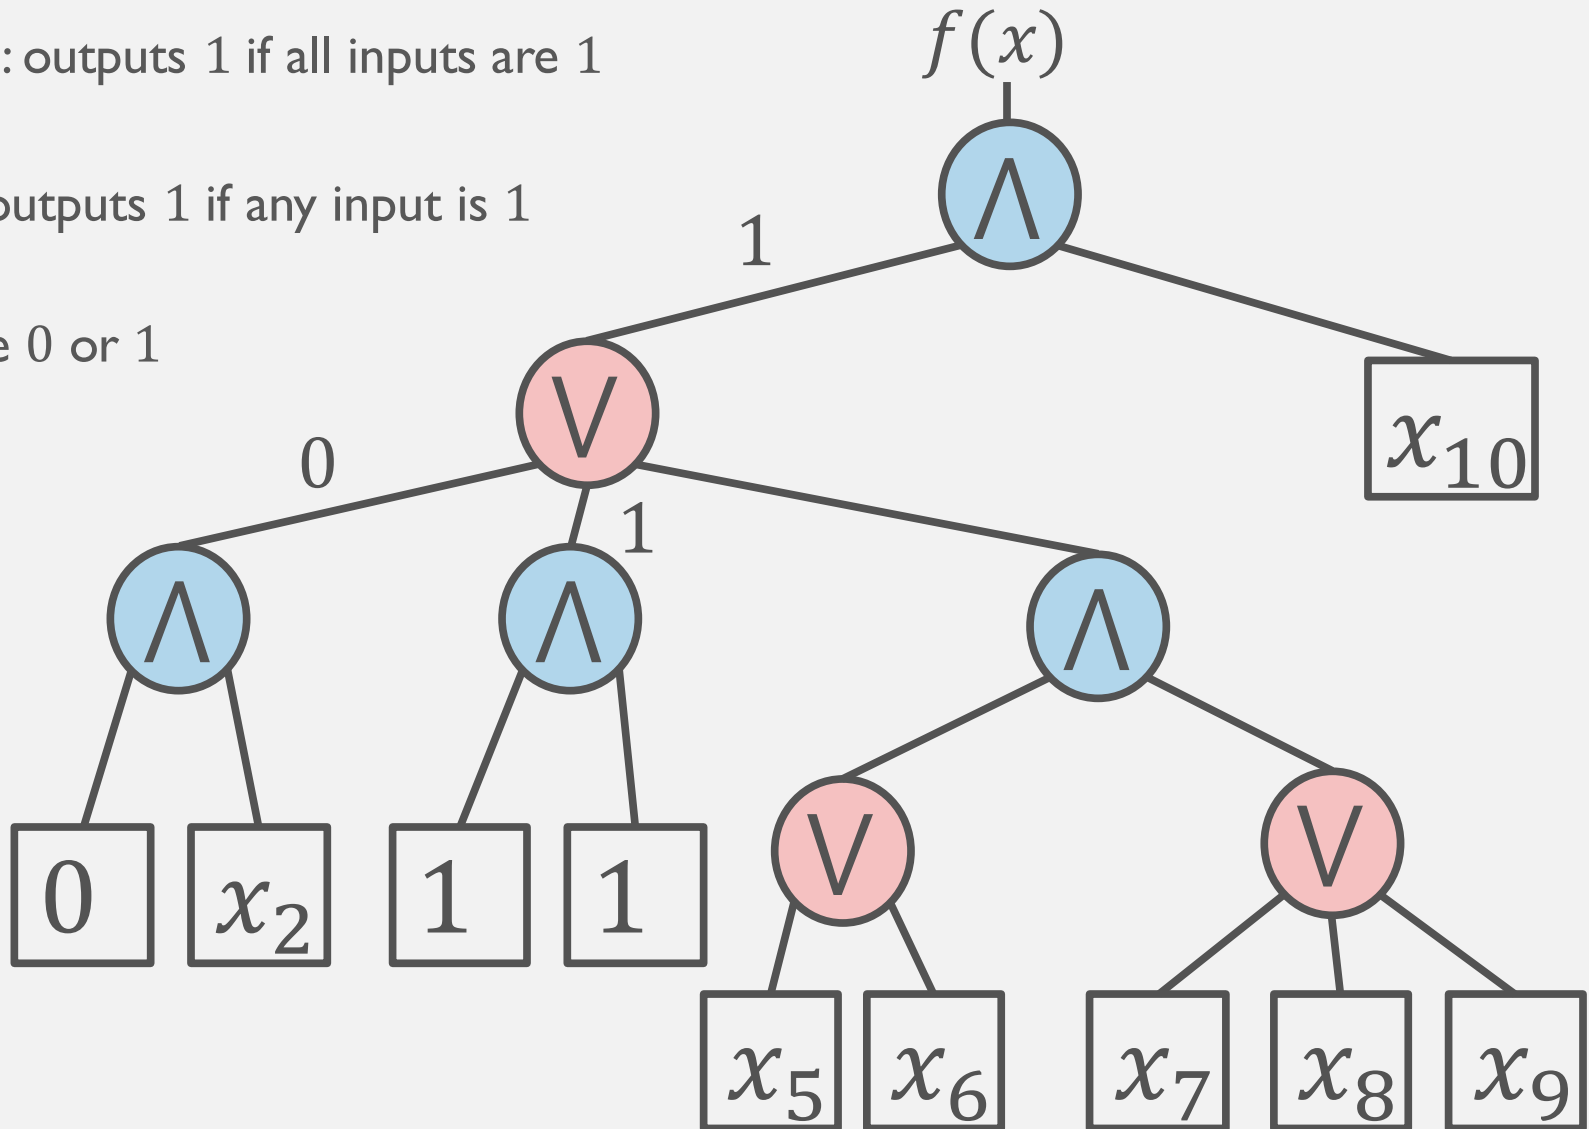 : outputs 1 if all inputs are 1
f(x)
Λ
outputs 1 if any input is 1
1
e 0 or 1
V
x₁₀
0
1
Λ Λ Λ
V V
0 x₂ 1 1
x₅ x₆ x₇ x₈ x₉